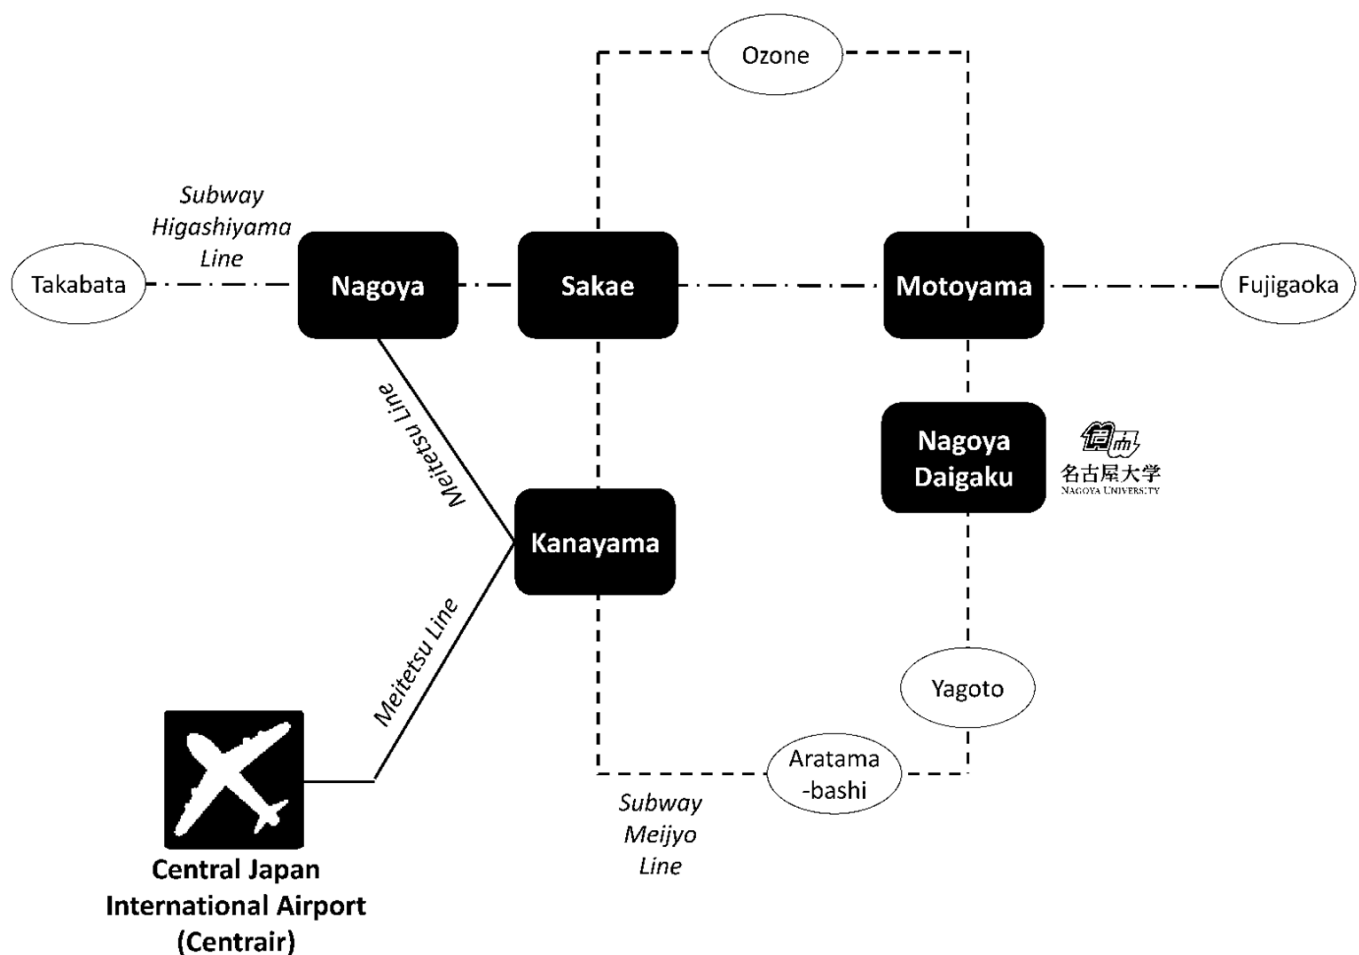 Ozone
Subway
Higashiyama
Line
Takabata
Nagoya
Sakae
Motoyama
Fujigaoka
Meitetsu Line
Nagoya
Daigaku
名古屋大学
NAGOYA UNIVERSITY
Kanayama
Meitetsu Line
Yagoto
Aratama
-bashi
Subway
Meijyo
Line
Central Japan
International Airport
(Centrair)